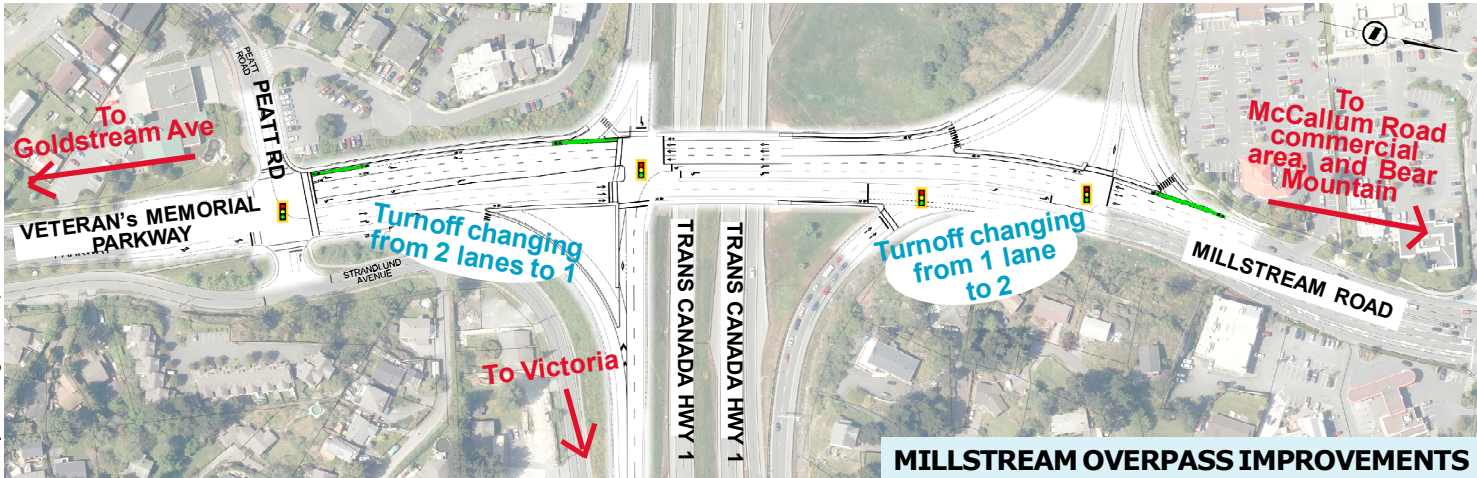 PEATT
ROAD
PEATT RD
To
Goldstream Ave
VETERAN's MEMORIAL
PARKWAY
STRANDLUND
AVENUE
Turnoff changing
from 2 lanes to 1
To Victoria
TRANS CANADA HWY 1
TRANS CANADA HWY 1
Turnoff changing
from 1 lane
to 2
To
McCallum Road
commercial
area, and Bear
Mountain
MILLSTREAM ROAD
MILLSTREAM OVERPASS IMPROVEMENTS